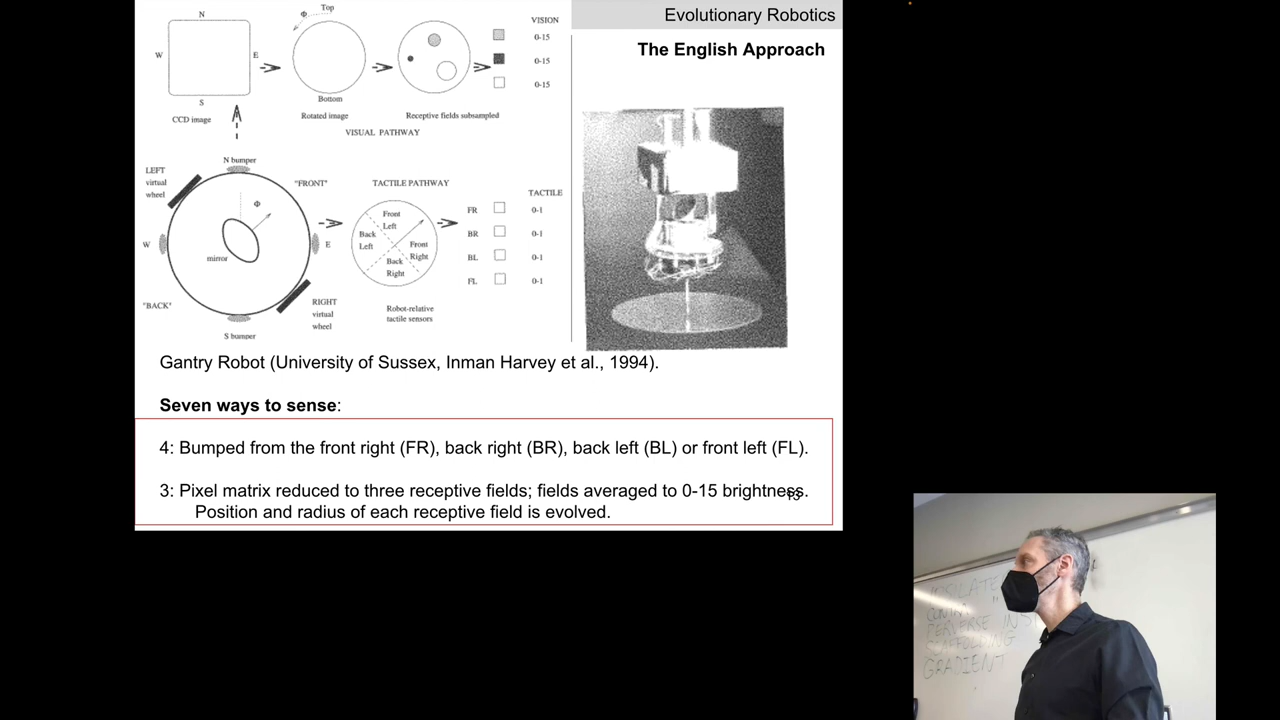 Evolutionary Robotics
The English Approach
N
W
E
S
CCD image
Φ
Top
Bottom
Rotated image
Receptive fields subsampled
VISION
0-15
0-15
0-15
VISUAL PATHWAY
N bumper
LEFT
virtual
wheel
"FRONT"
Φ
W
E
mirror
"BACK"
RIGHT
virtual
wheel
S bumper
TACTILE PATHWAY
Front
Left
Back
Left
Front
Right
Back
Right
Robot-relative
tactile sensors
TACTILE
FR 0-1
BR 0-1
BL 0-1
FL 0-1
Gantry Robot (University of Sussex, Inman Harvey et al., 1994).
Seven ways to sense:
4: Bumped from the front right (FR), back right (BR), back left (BL) or front left (FL).
3: Pixel matrix reduced to three receptive fields; fields averaged to 0-15 brightness.
Position and radius of each receptive field is evolved.
PERVERSE INST
SCAFFOLDING
GRADIENT